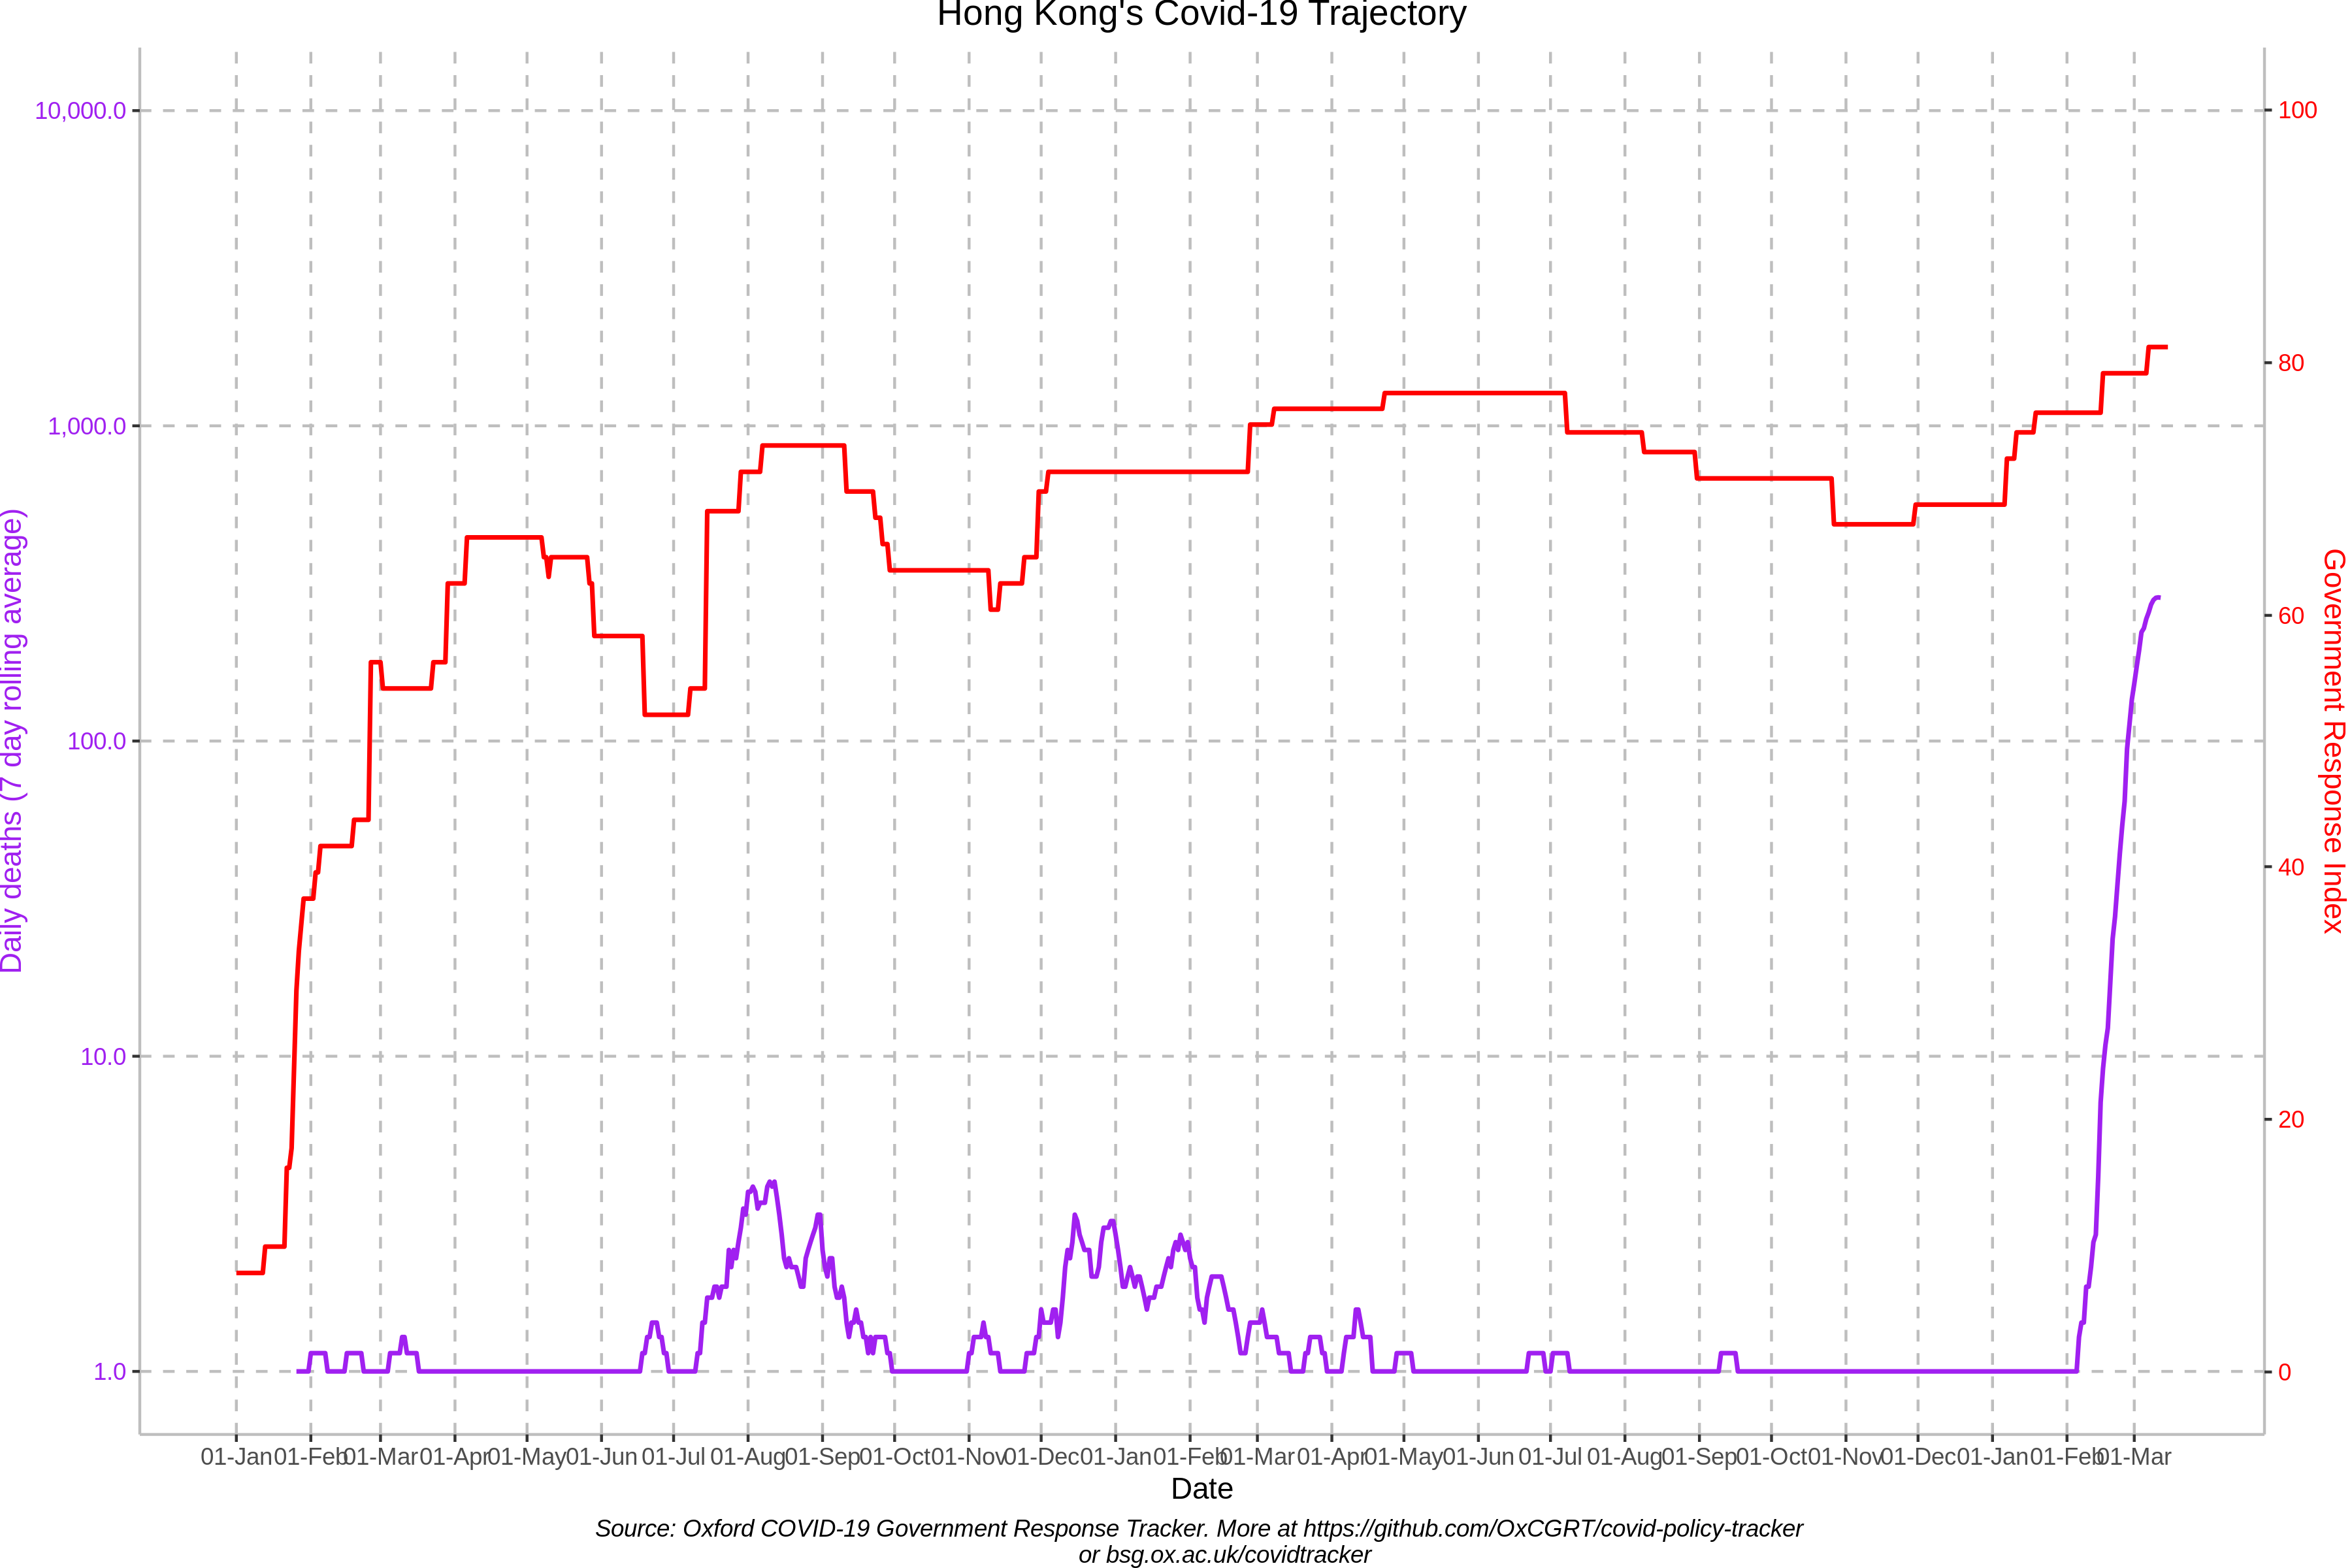 Hong Kong's Covid-19 Trajectory
10,000.0
1,000.0
100.0
10.0
1.0
Daily deaths (7 day rolling average)
100
80
60
40
20
0
Government Response Index
01-Jan 01-Feb 01-Mar 01-Apr 01-May 01-Jun 01-Jul 01-Aug 01-Sep 01-Oct 01-Nov 01-Dec 01-Jan 01-Feb 01-Mar 01-Apr 01-May 01-Jun 01-Jul 01-Aug 01-Sep 01-Oct 01-Nov 01-Dec 01-Jan 01-Feb 01-Mar
Date
Source: Oxford COVID-19 Government Response Tracker. More at https://github.com/OxCGRT/covid-policy-tracker
or bsg.ox.ac.uk/covidtracker